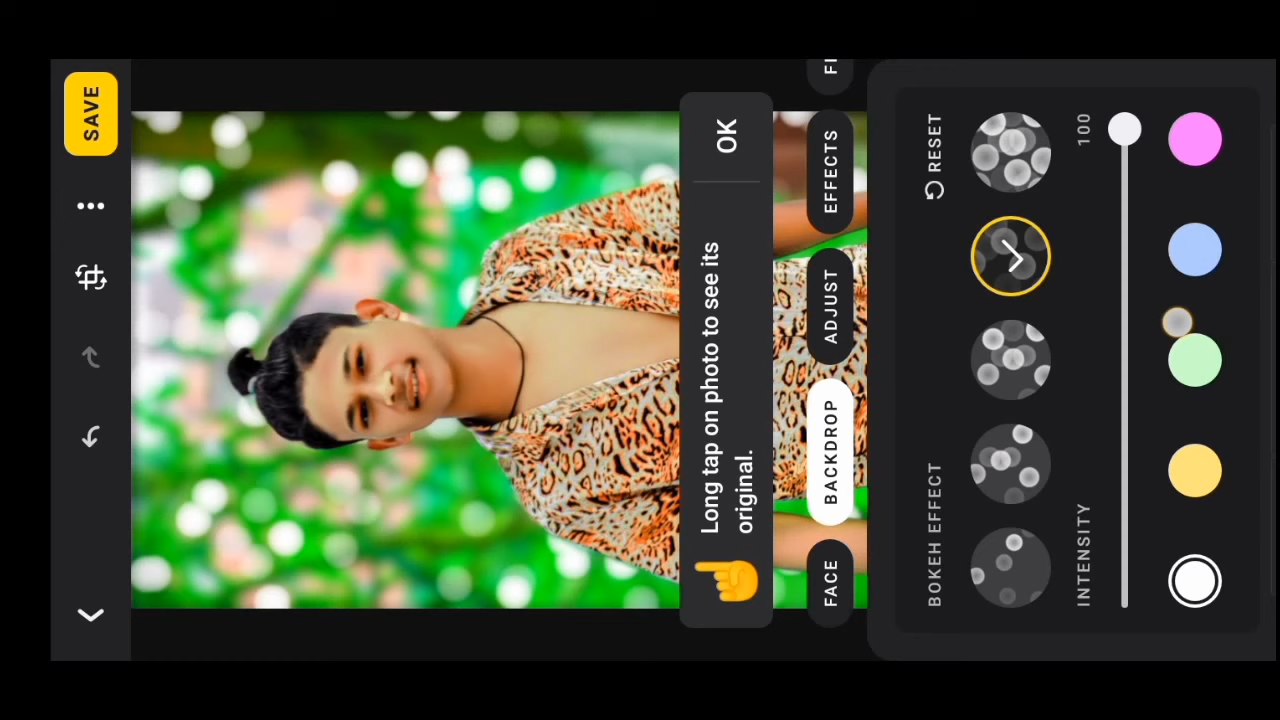 SAVE
👈 Long tap on photo to see its
original.
OK
FACE
BACKDROP
ADJUST
EFFECTS
BOKEH EFFECT
RESET
INTENSITY
100